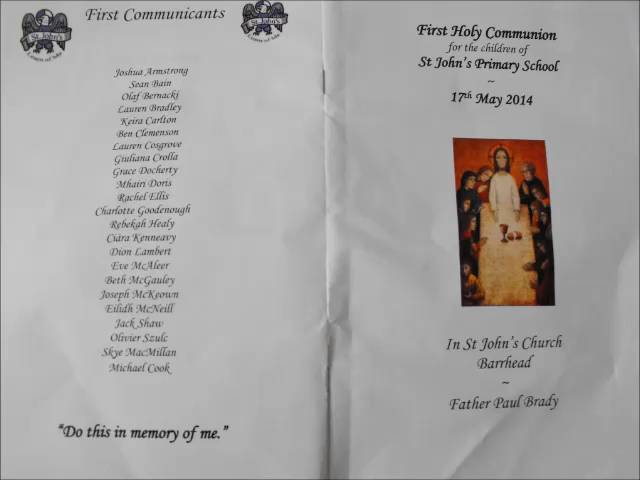 First Communicants
St John's
St John's
Joshua Armstrong
Sean Bain
Olaf Bernacki
Lauren Bradley
Keira Carlton
Ben Clemenson
Lauren Cosgrove
Giuliana Crolla
Grace Docherty
Mhairi Doris
Rachel Ellis
Charlotte Goodenough
Rebekah Healy
Ciára Kenneavy
Dion Lambert
Eve McAleer
Beth McGauley
Joseph McKeown
Eilidh McNeill
Jack Shaw
Olivier Szulc
Skye MacMillan
Michael Cook
"Do this in memory of me."
First Holy Communion
for the children of
St John's Primary School
~
17th May 2014
In St John's Church
Barrhead
~
Father Paul Brady